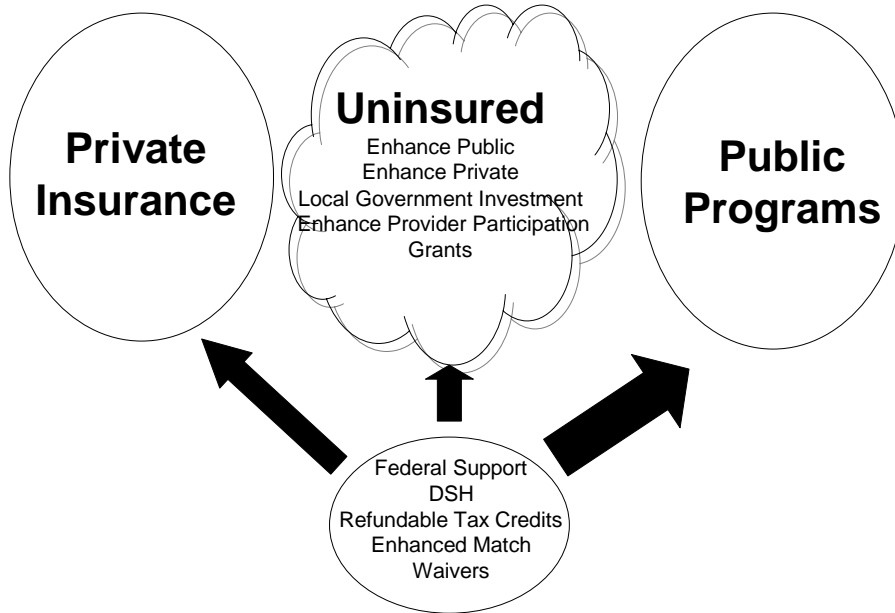 Private
Insurance
Uninsured
Enhance Public
Enhance Private
Local Government Investment
Enhance Provider Participation
Grants
Public
Programs
Federal Support
DSH
Refundable Tax Credits
Enhanced Match
Waivers